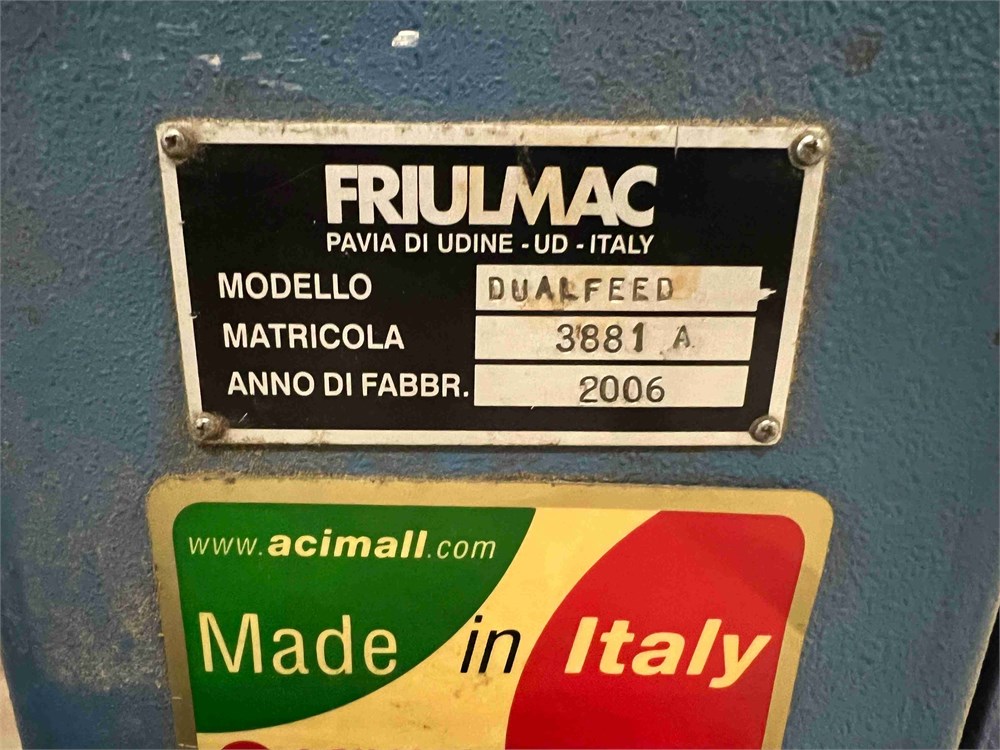 FRIULMAC
PAVIA DI UDINE - UD - ITALY
MODELLO DUALFEED
MATRICOLA 3881 A
ANNO DI FABBR. 2006
www.acimall.com
Made in Italy